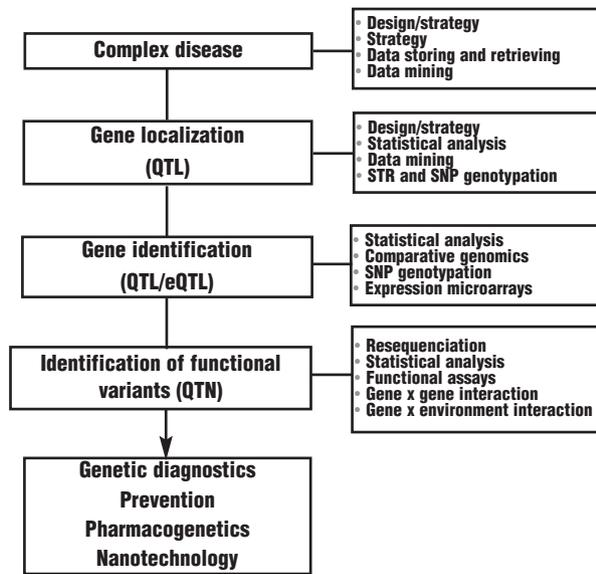 Complex disease
• Design/strategy
• Strategy
• Data storing and retrieving
• Data mining
Gene localization
(QTL)
• Design/strategy
• Statistical analysis
• Data mining
• STR and SNP genotypation
Gene identification
(QTL/eQTL)
• Statistical analysis
• Comparative genomics
• SNP genotypation
• Expression microarrays
Identification of functional
variants (QTN)
• Resequenciation
• Statistical analysis
• Functional assays
• Gene x gene interaction
• Gene x environment interaction
Genetic diagnostics
Prevention
Pharmacogenetics
Nanotechnology